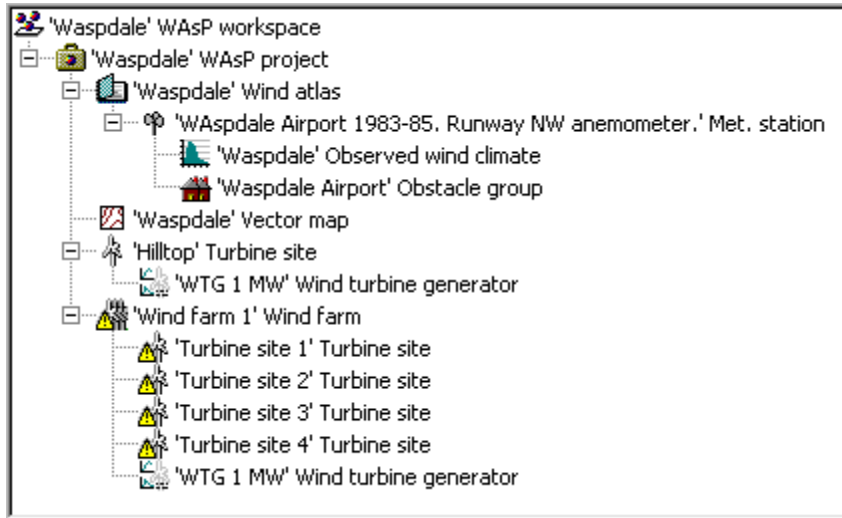 'Waspdale' WAsP workspace
'Waspdale' WAsP project
'Waspdale' Wind atlas
'WAspdale Airport 1983-85. Runway NW anemometer.' Met. station
'Waspdale' Observed wind climate
'Waspdale Airport' Obstacle group
'Waspdale' Vector map
'Hilltop' Turbine site
'WTG 1 MW' Wind turbine generator
'Wind farm 1' Wind farm
'Turbine site 1' Turbine site
'Turbine site 2' Turbine site
'Turbine site 3' Turbine site
'Turbine site 4' Turbine site
'WTG 1 MW' Wind turbine generator